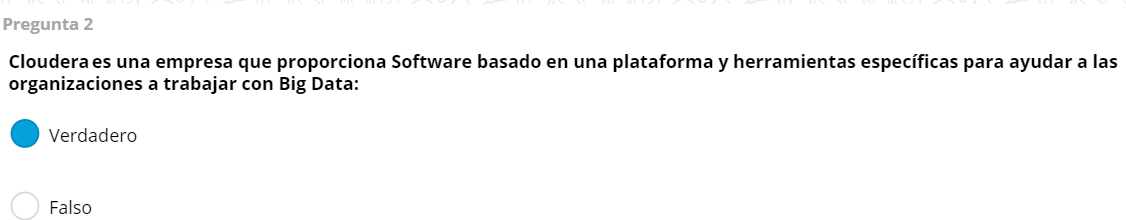 Pregunta 2
Cloudera es una empresa que proporciona Software basado en una plataforma y herramientas específicas para ayudar a las
organizaciones a trabajar con Big Data:
Verdadero
Falso